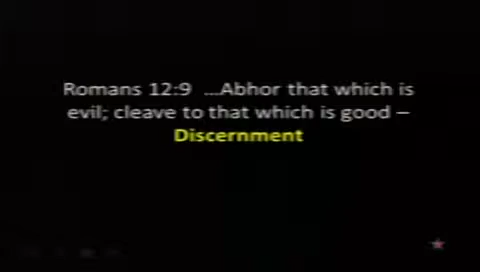 Romans 12:9 ...Abhor that which is
evil; cleave to that which is good –
Discernment